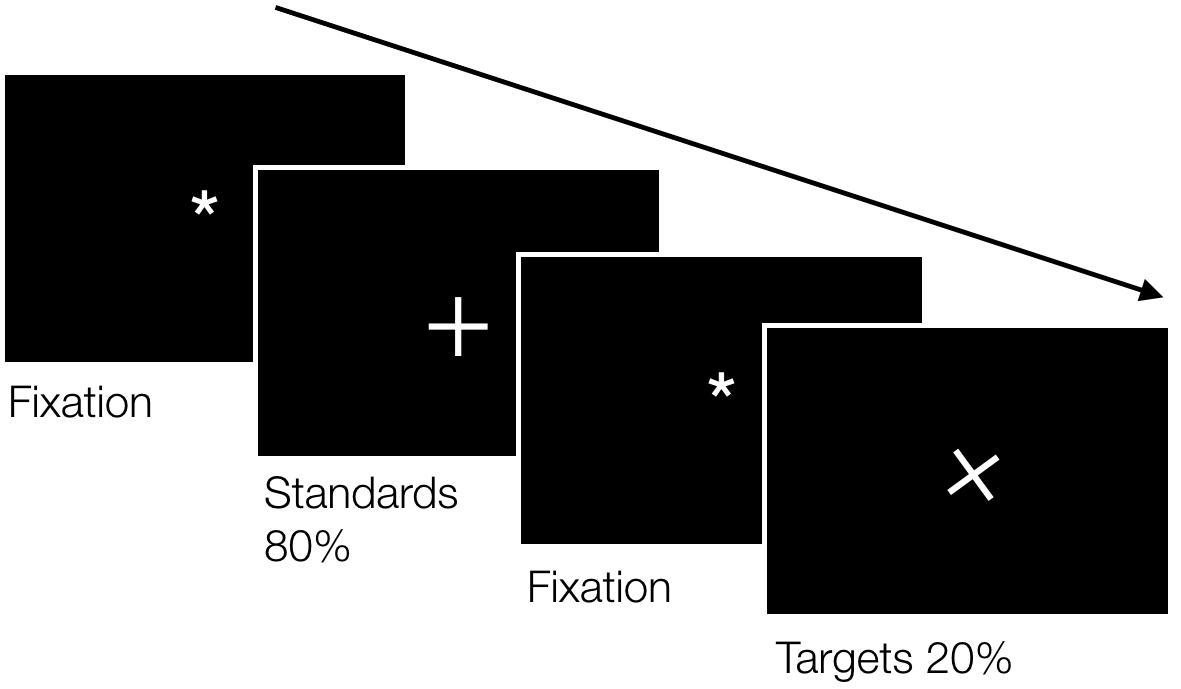 *
Fixation
Standards
80%
*
Fixation
Targets 20%